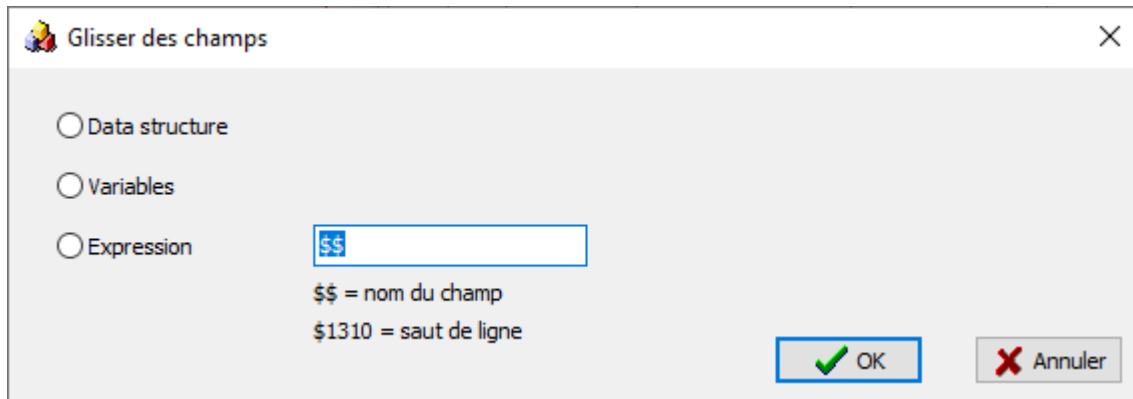 Glisser des champs
Data structure
Variables
Expression
$$
$$ = nom du champ
$1310 = saut de ligne
OK
Annuler